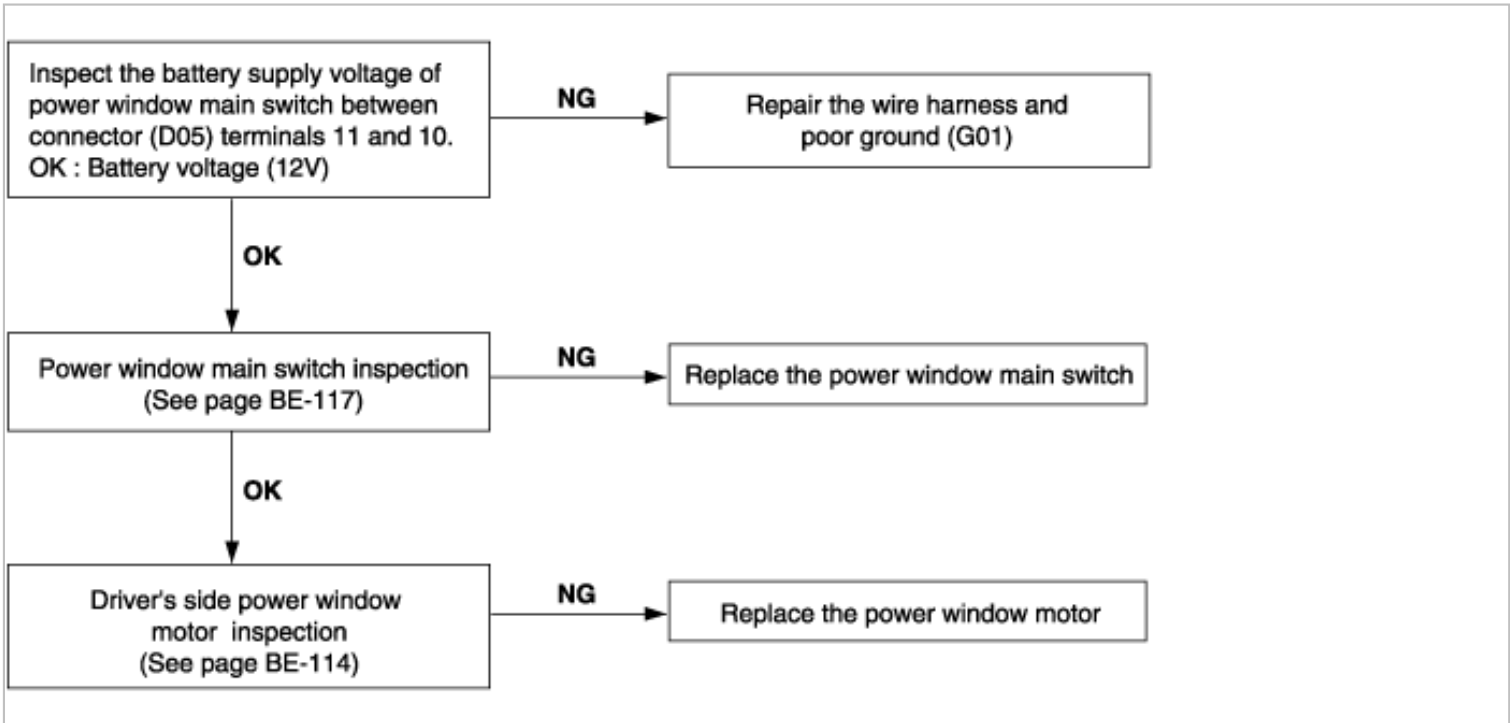 Inspect the battery supply voltage of
power window main switch between
connector (D05) terminals 11 and 10.
OK : Battery voltage (12V)
NG
Repair the wire harness and
poor ground (G01)
OK
Power window main switch inspection
(See page BE-117)
NG
Replace the power window main switch
OK
Driver's side power window
motor inspection
(See page BE-114)
NG
Replace the power window motor